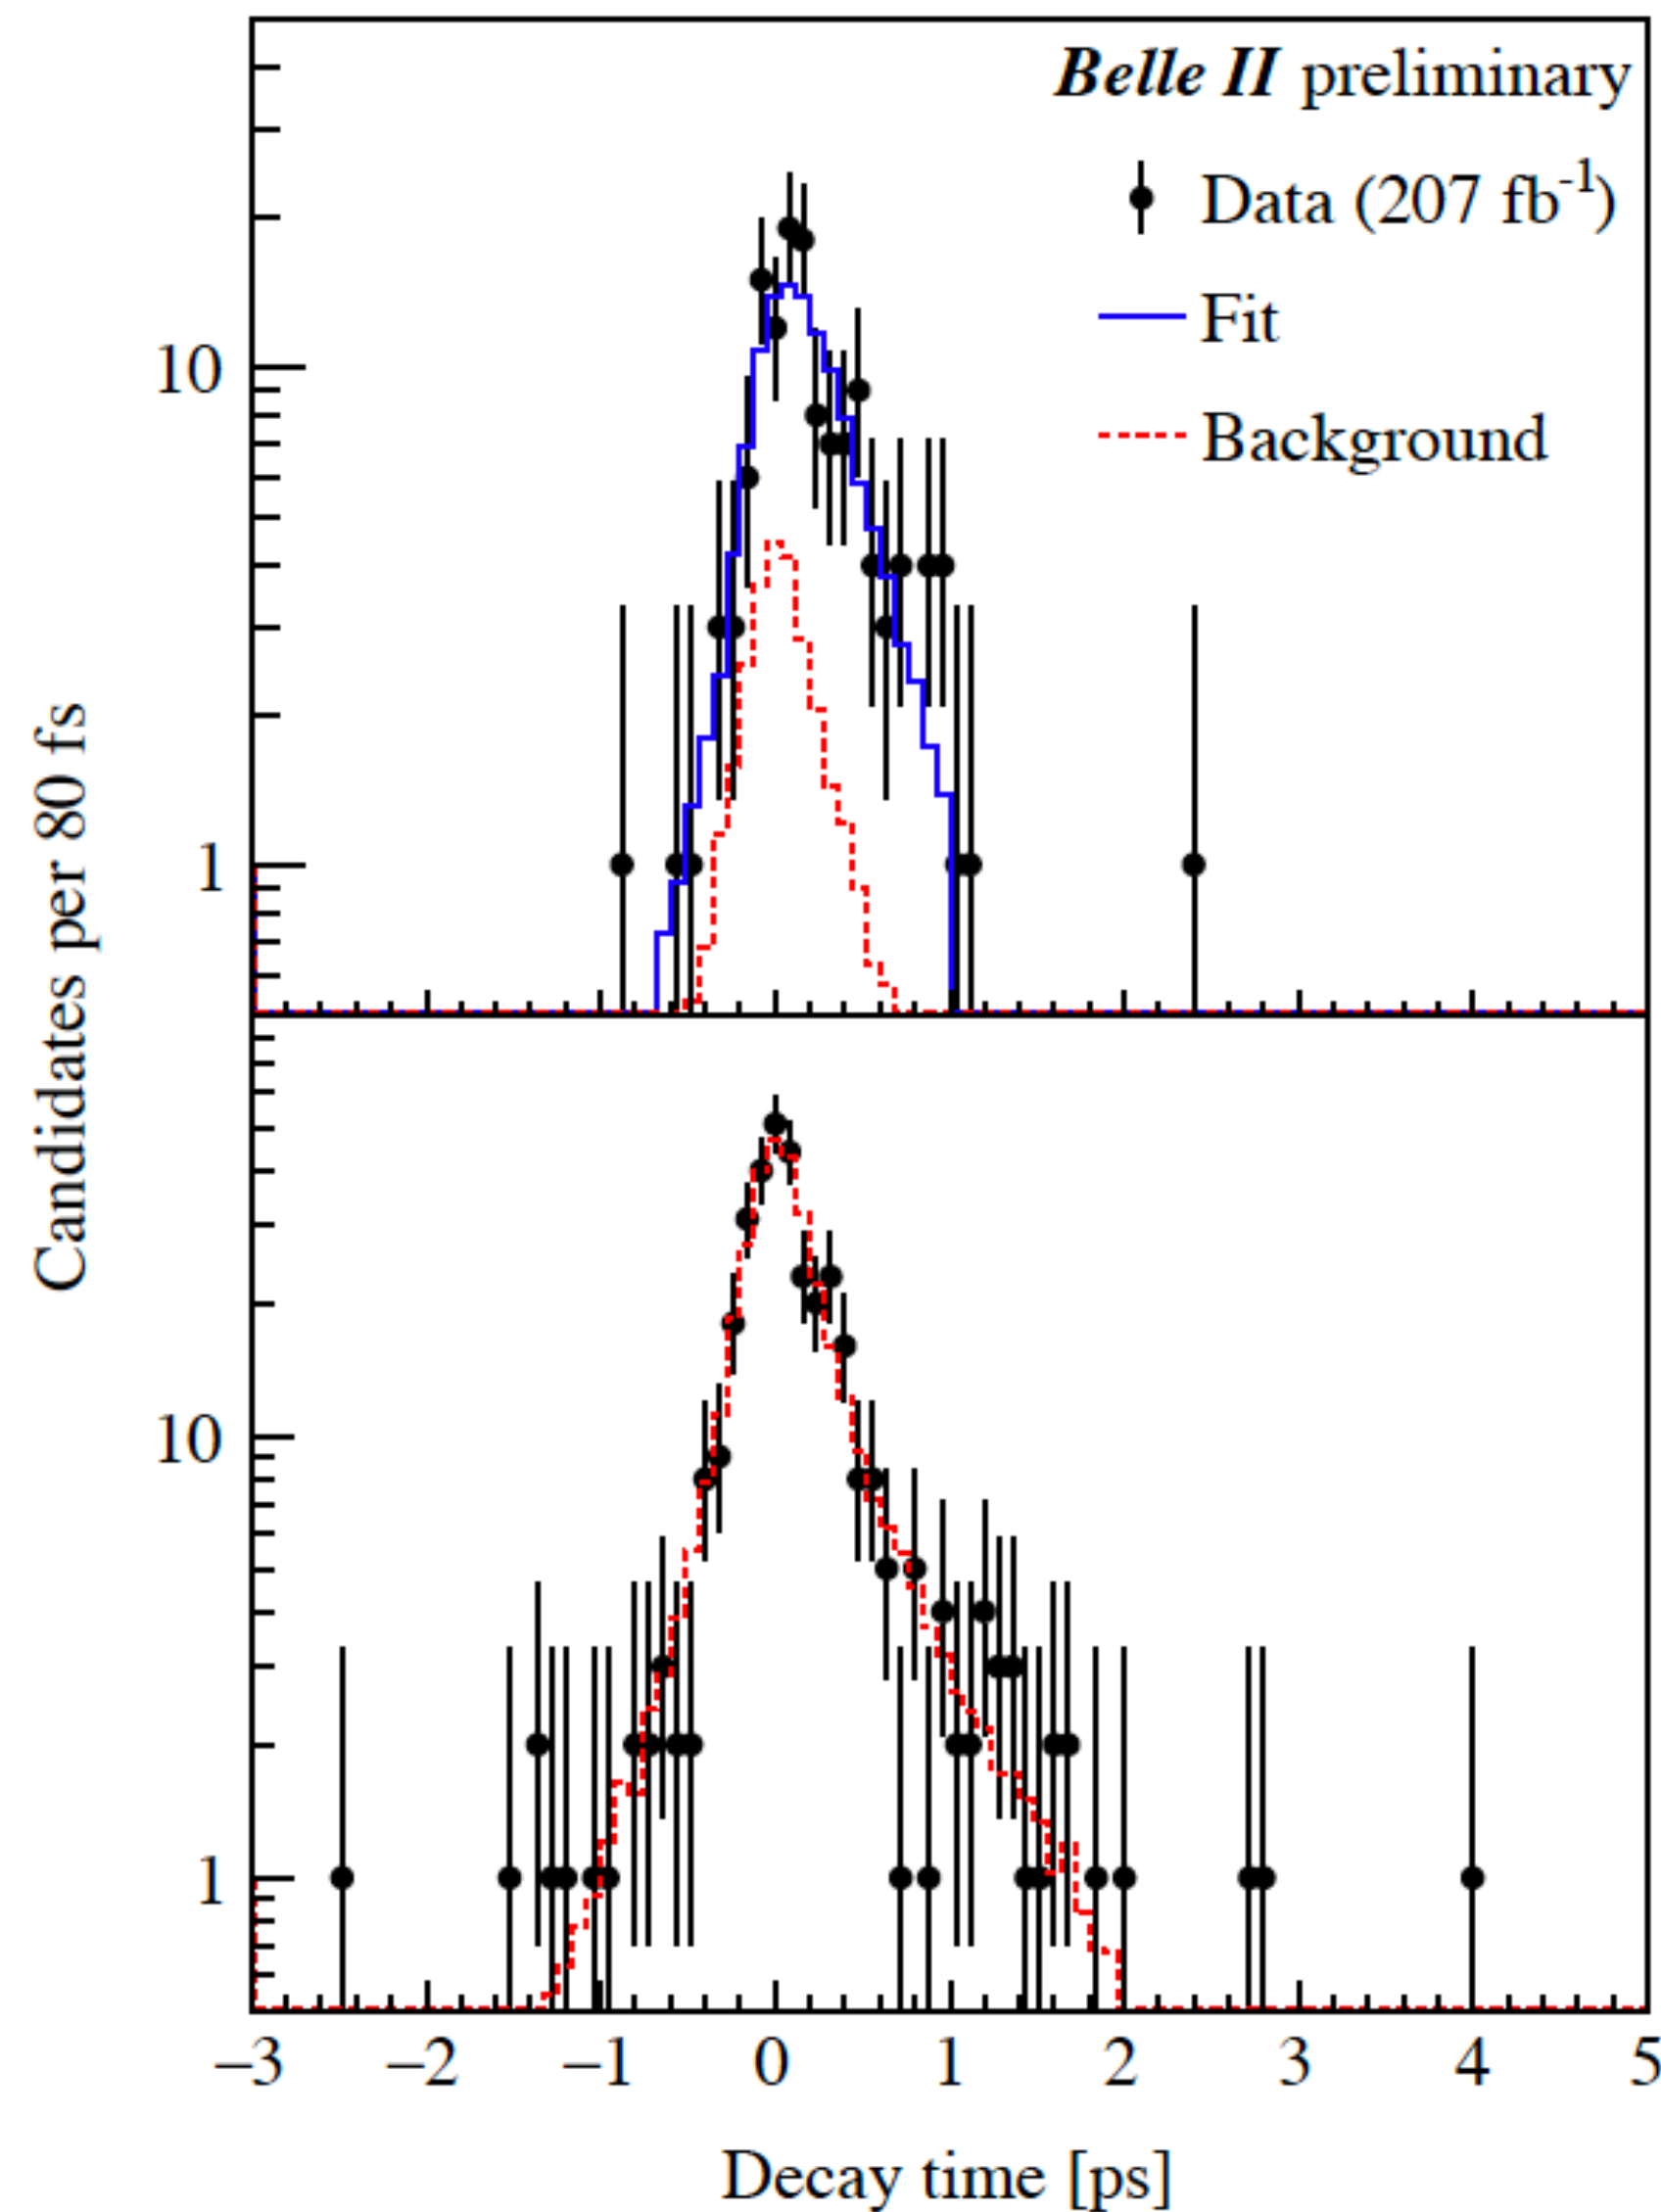 Belle II preliminary
Data (207 fb⁻¹)
Fit
Background
Candidates per 80 fs
10
1
10
1
−3 −2 −1 0 1 2 3 4 5
Decay time [ps]